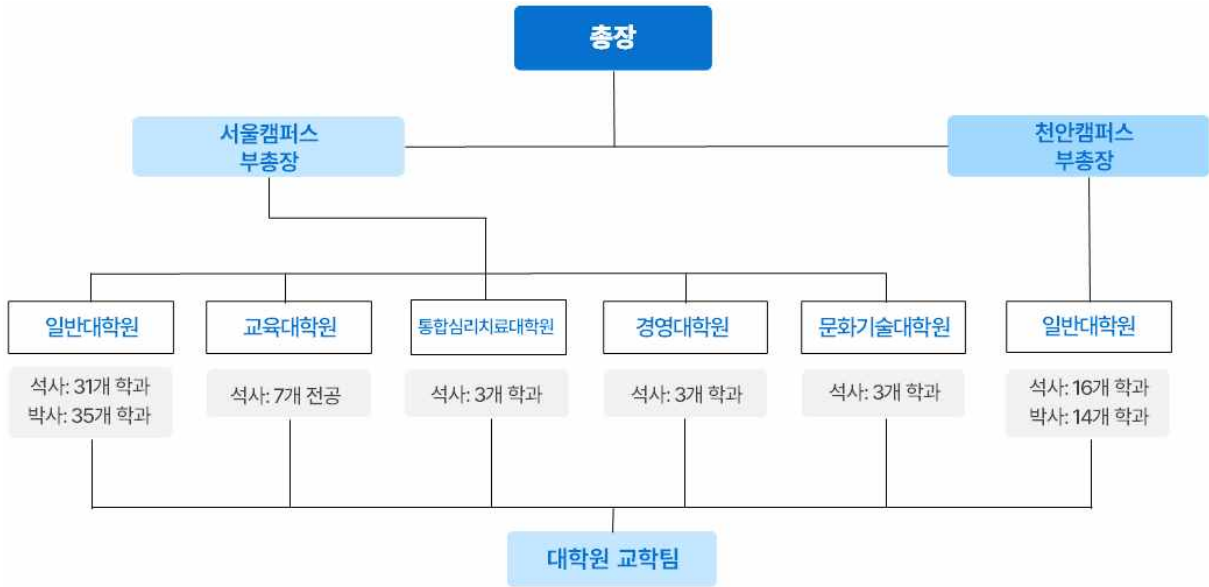 총장
서울캠퍼스
부총장
천안캠퍼스
부총장
일반대학원
교육대학원
통합심리치료대학원
경영대학원
문화기술대학원
일반대학원
석사: 31개 학과
박사: 35개 학과
석사: 7개 전공
석사: 3개 학과
석사: 3개 학과
석사: 3개 학과
석사: 16개 학과
박사: 14개 학과
대학원 교학팀